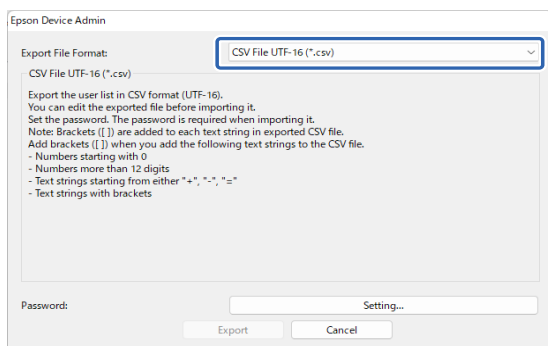 Epson Device Admin
Export File Format:
CSV File UTF-16 (*.csv)
CSV File UTF-16 (*.csv)
Export the user list in CSV format (UTF-16).
You can edit the exported file before importing it.
Set the password. The password is required when importing it.
Note: Brackets ([ ]) are added to each text string in exported CSV file.
Add brackets ([ ]) when you add the following text strings to the CSV file.
- Numbers starting with 0
- Numbers more than 12 digits
- Text strings starting from either "+", "-", "="
- Text strings with brackets
Password:
Setting...
Export
Cancel